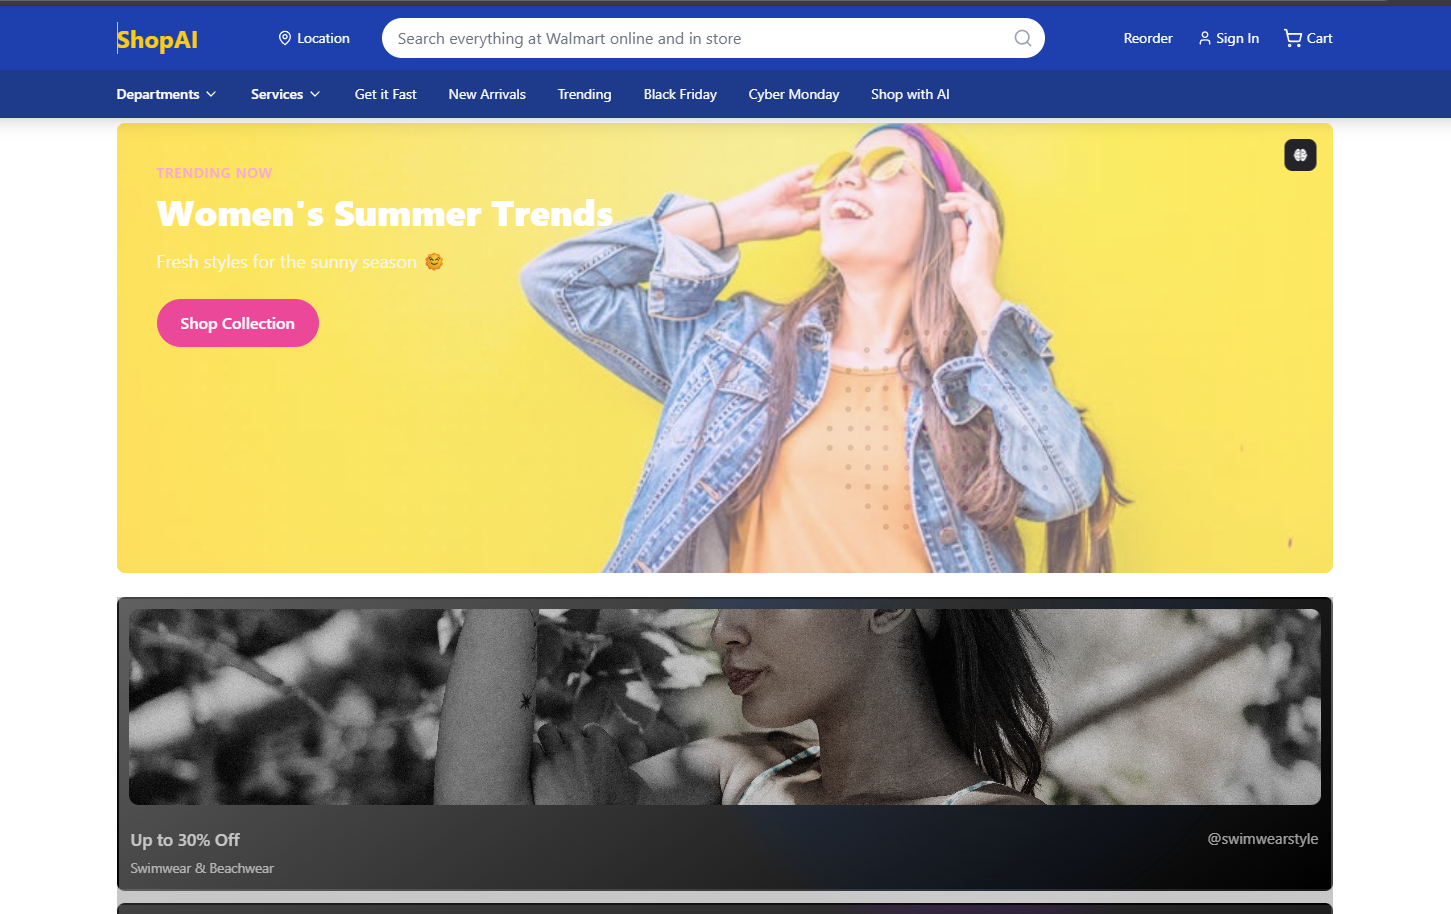 ShopAI
Location
Search everything at Walmart online and in store
Reorder
Sign In
Cart
Departments
Services
Get it Fast
New Arrivals
Trending
Black Friday
Cyber Monday
Shop with AI
TRENDING NOW
Women's Summer Trends
Fresh styles for the sunny season 🌞
Shop Collection
Up to 30% Off
@swimwearstyle
Swimwear & Beachwear